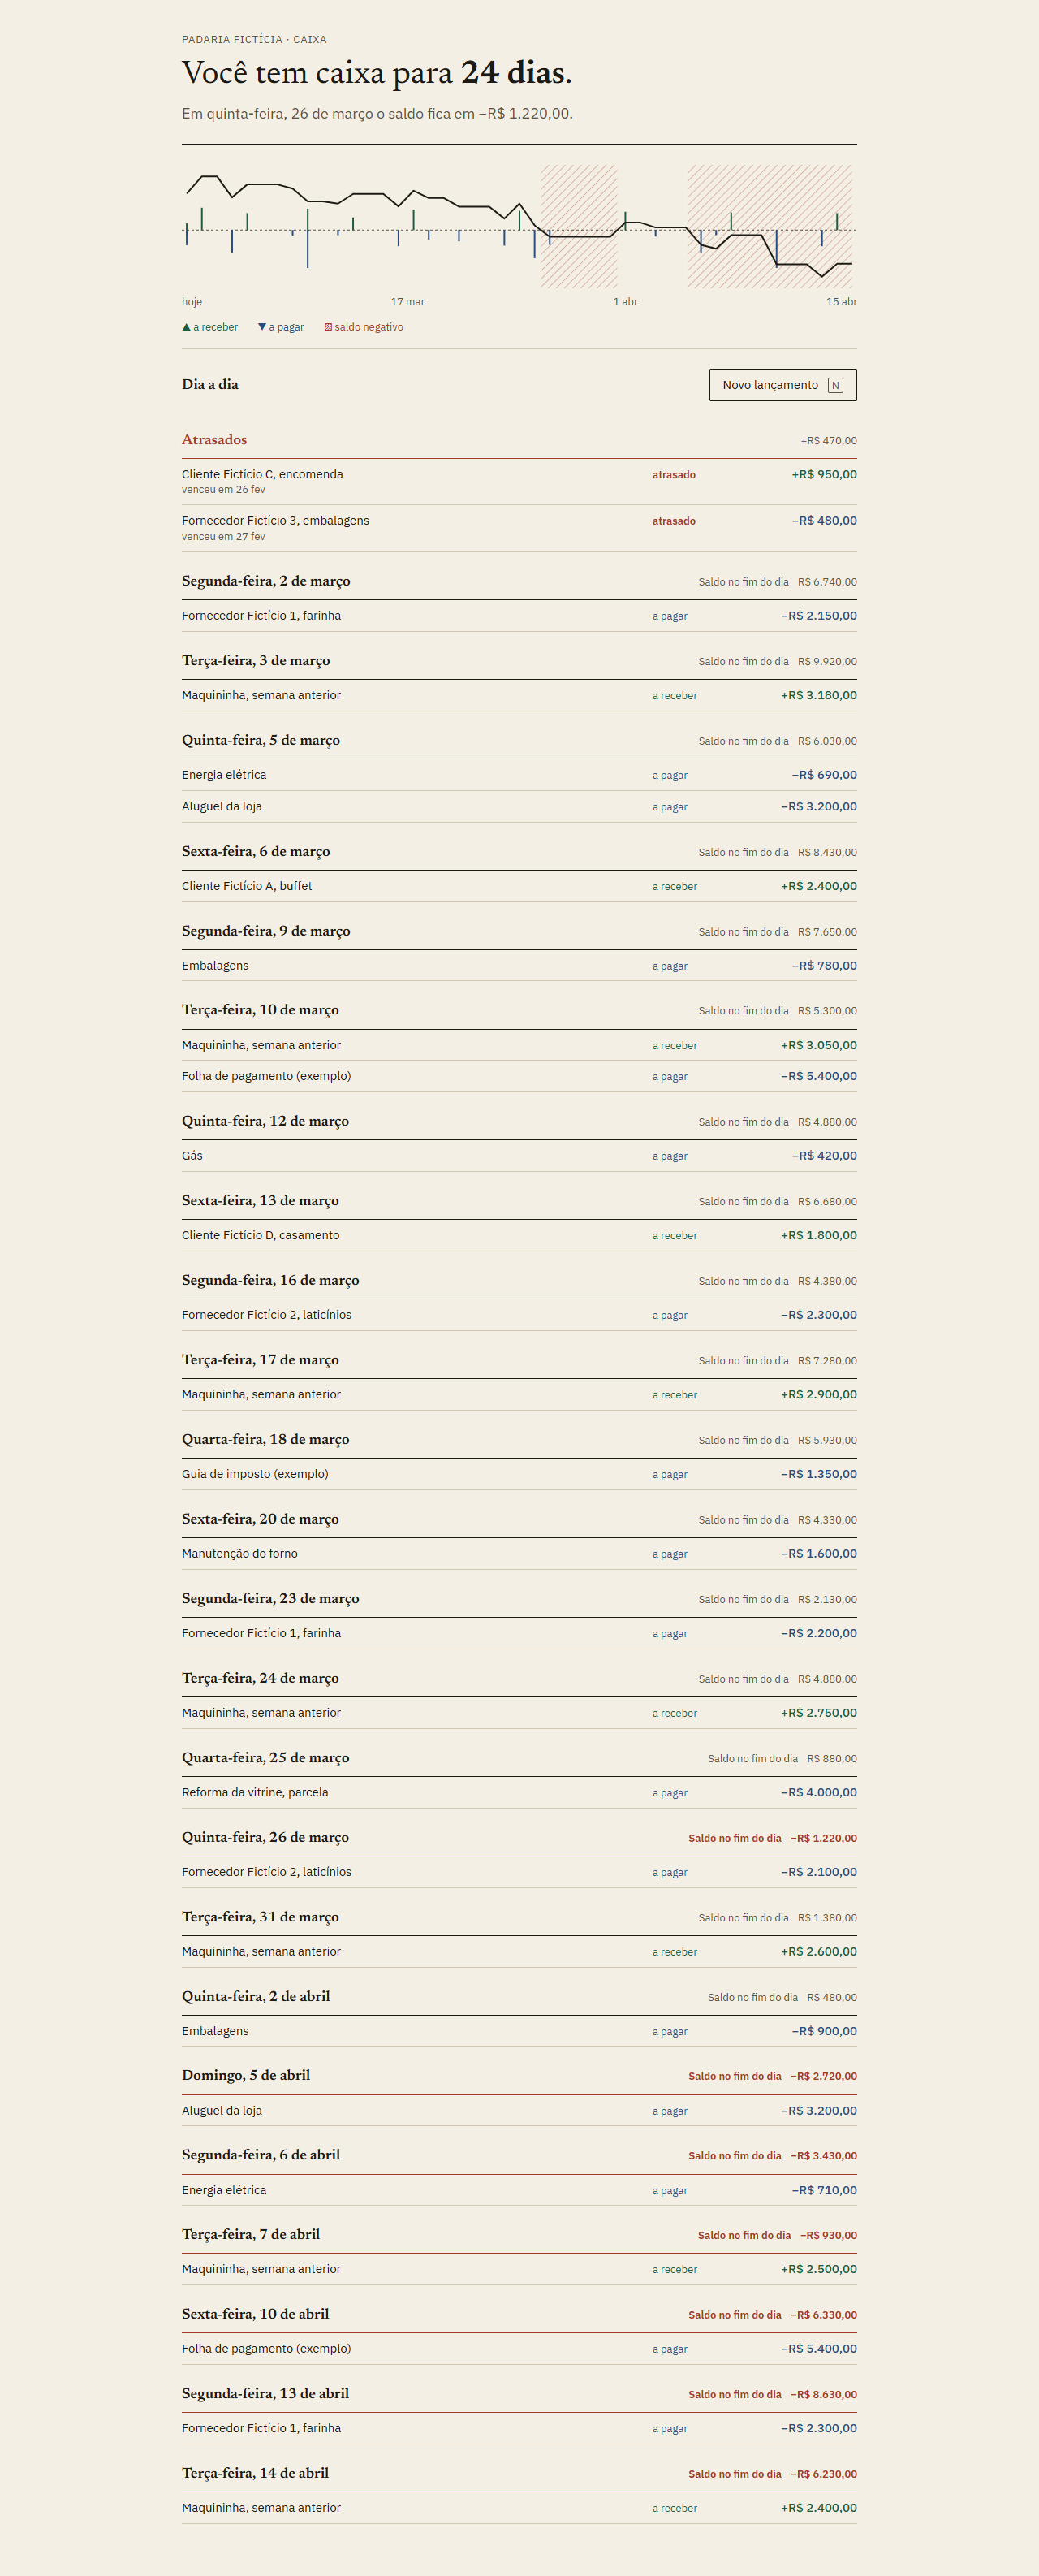 PADARIA FICTÍCIA · CAIXA
Você tem caixa para 24 dias.
Em quinta-feira, 26 de março o saldo fica em −R$ 1.220,00.
hoje 17 mar 1 abr 15 abr
a receber a pagar saldo negativo
Dia a dia Novo lançamento N
Atrasados +R$ 470,00
Cliente Fictício C, encomenda atrasado +R$ 950,00
venceu em 26 fev
Fornecedor Fictício 3, embalagens atrasado −R$ 480,00
venceu em 27 fev
Segunda-feira, 2 de março Saldo no fim do dia R$ 6.740,00
Fornecedor Fictício 1, farinha a pagar −R$ 2.150,00
Terça-feira, 3 de março Saldo no fim do dia R$ 9.920,00
Maquininha, semana anterior a receber +R$ 3.180,00
Quinta-feira, 5 de março Saldo no fim do dia R$ 6.030,00
Energia elétrica a pagar −R$ 690,00
Aluguel da loja a pagar −R$ 3.200,00
Sexta-feira, 6 de março Saldo no fim do dia R$ 8.430,00
Cliente Fictício A, buffet a receber +R$ 2.400,00
Segunda-feira, 9 de março Saldo no fim do dia R$ 7.650,00
Embalagens a pagar −R$ 780,00
Terça-feira, 10 de março Saldo no fim do dia R$ 5.300,00
Maquininha, semana anterior a receber +R$ 3.050,00
Folha de pagamento (exemplo) a pagar −R$ 5.400,00
Quinta-feira, 12 de março Saldo no fim do dia R$ 4.880,00
Gás a pagar −R$ 420,00
Sexta-feira, 13 de março Saldo no fim do dia R$ 6.680,00
Cliente Fictício D, casamento a receber +R$ 1.800,00
Segunda-feira, 16 de março Saldo no fim do dia R$ 4.380,00
Fornecedor Fictício 2, laticínios a pagar −R$ 2.300,00
Terça-feira, 17 de março Saldo no fim do dia R$ 7.280,00
Maquininha, semana anterior a receber +R$ 2.900,00
Quarta-feira, 18 de março Saldo no fim do dia R$ 5.930,00
Guia de imposto (exemplo) a pagar −R$ 1.350,00
Sexta-feira, 20 de março Saldo no fim do dia R$ 4.330,00
Manutenção do forno a pagar −R$ 1.600,00
Segunda-feira, 23 de março Saldo no fim do dia R$ 2.130,00
Fornecedor Fictício 1, farinha a pagar −R$ 2.200,00
Terça-feira, 24 de março Saldo no fim do dia R$ 4.880,00
Maquininha, semana anterior a receber +R$ 2.750,00
Quarta-feira, 25 de março Saldo no fim do dia R$ 880,00
Reforma da vitrine, parcela a pagar −R$ 4.000,00
Quinta-feira, 26 de março Saldo no fim do dia −R$ 1.220,00
Fornecedor Fictício 2, laticínios a pagar −R$ 2.100,00
Terça-feira, 31 de março Saldo no fim do dia R$ 1.380,00
Maquininha, semana anterior a receber +R$ 2.600,00
Quinta-feira, 2 de abril Saldo no fim do dia R$ 480,00
Embalagens a pagar −R$ 900,00
Domingo, 5 de abril Saldo no fim do dia −R$ 2.720,00
Aluguel da loja a pagar −R$ 3.200,00
Segunda-feira, 6 de abril Saldo no fim do dia −R$ 3.430,00
Energia elétrica a pagar −R$ 710,00
Terça-feira, 7 de abril Saldo no fim do dia −R$ 930,00
Maquininha, semana anterior a receber +R$ 2.500,00
Sexta-feira, 10 de abril Saldo no fim do dia −R$ 6.330,00
Folha de pagamento (exemplo) a pagar −R$ 5.400,00
Segunda-feira, 13 de abril Saldo no fim do dia −R$ 8.630,00
Fornecedor Fictício 1, farinha a pagar −R$ 2.300,00
Terça-feira, 14 de abril Saldo no fim do dia −R$ 6.230,00
Maquininha, semana anterior a receber +R$ 2.400,00